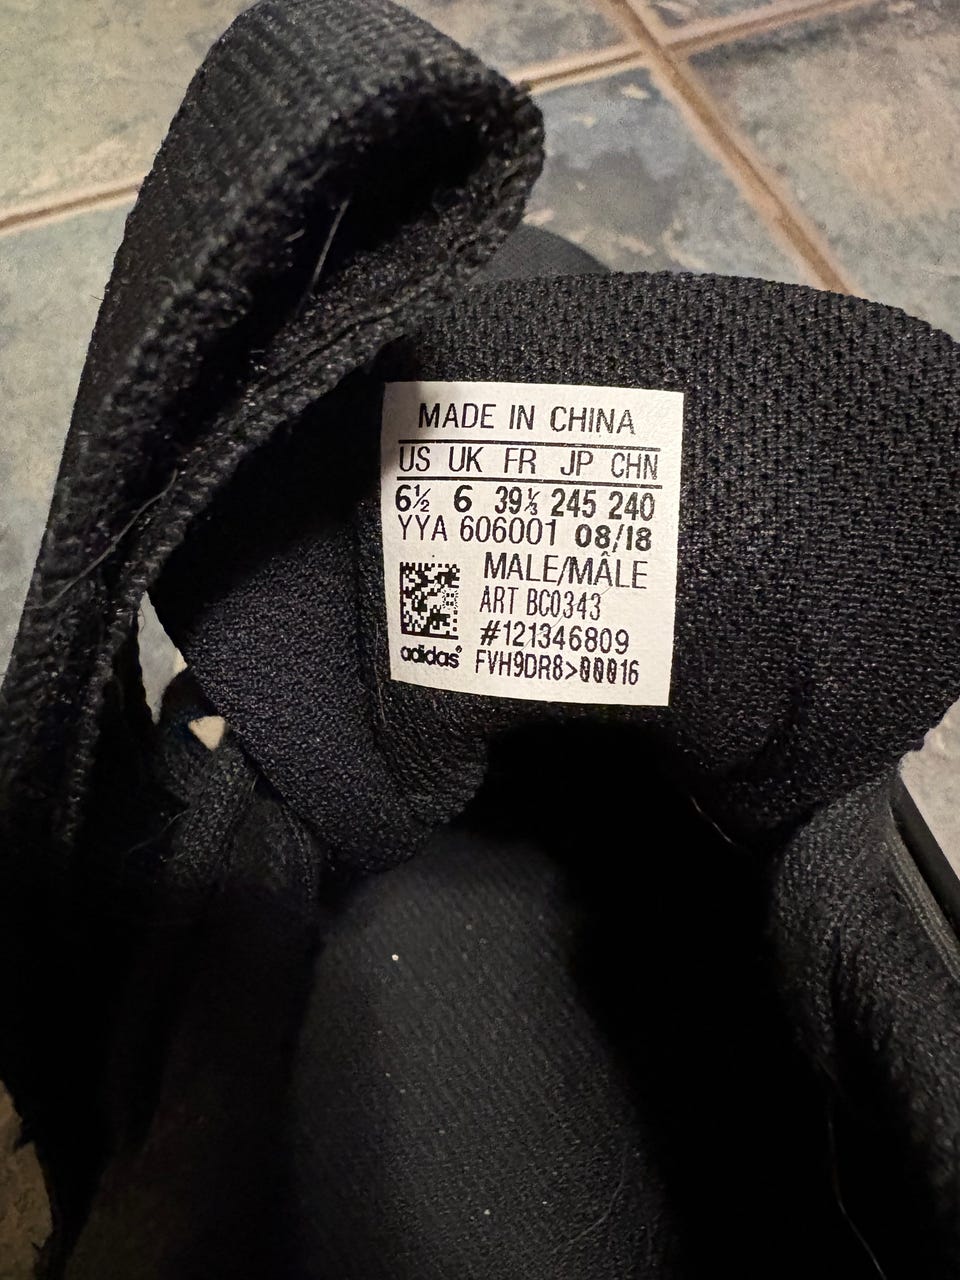 MADE IN CHINA
US UK FR JP CHN
6½ 6 39⅓ 245 240
YYA 606001 08/18
MALE/MÂLE
ART BC0343
#121346809
adidas® FVH9DR8>00016